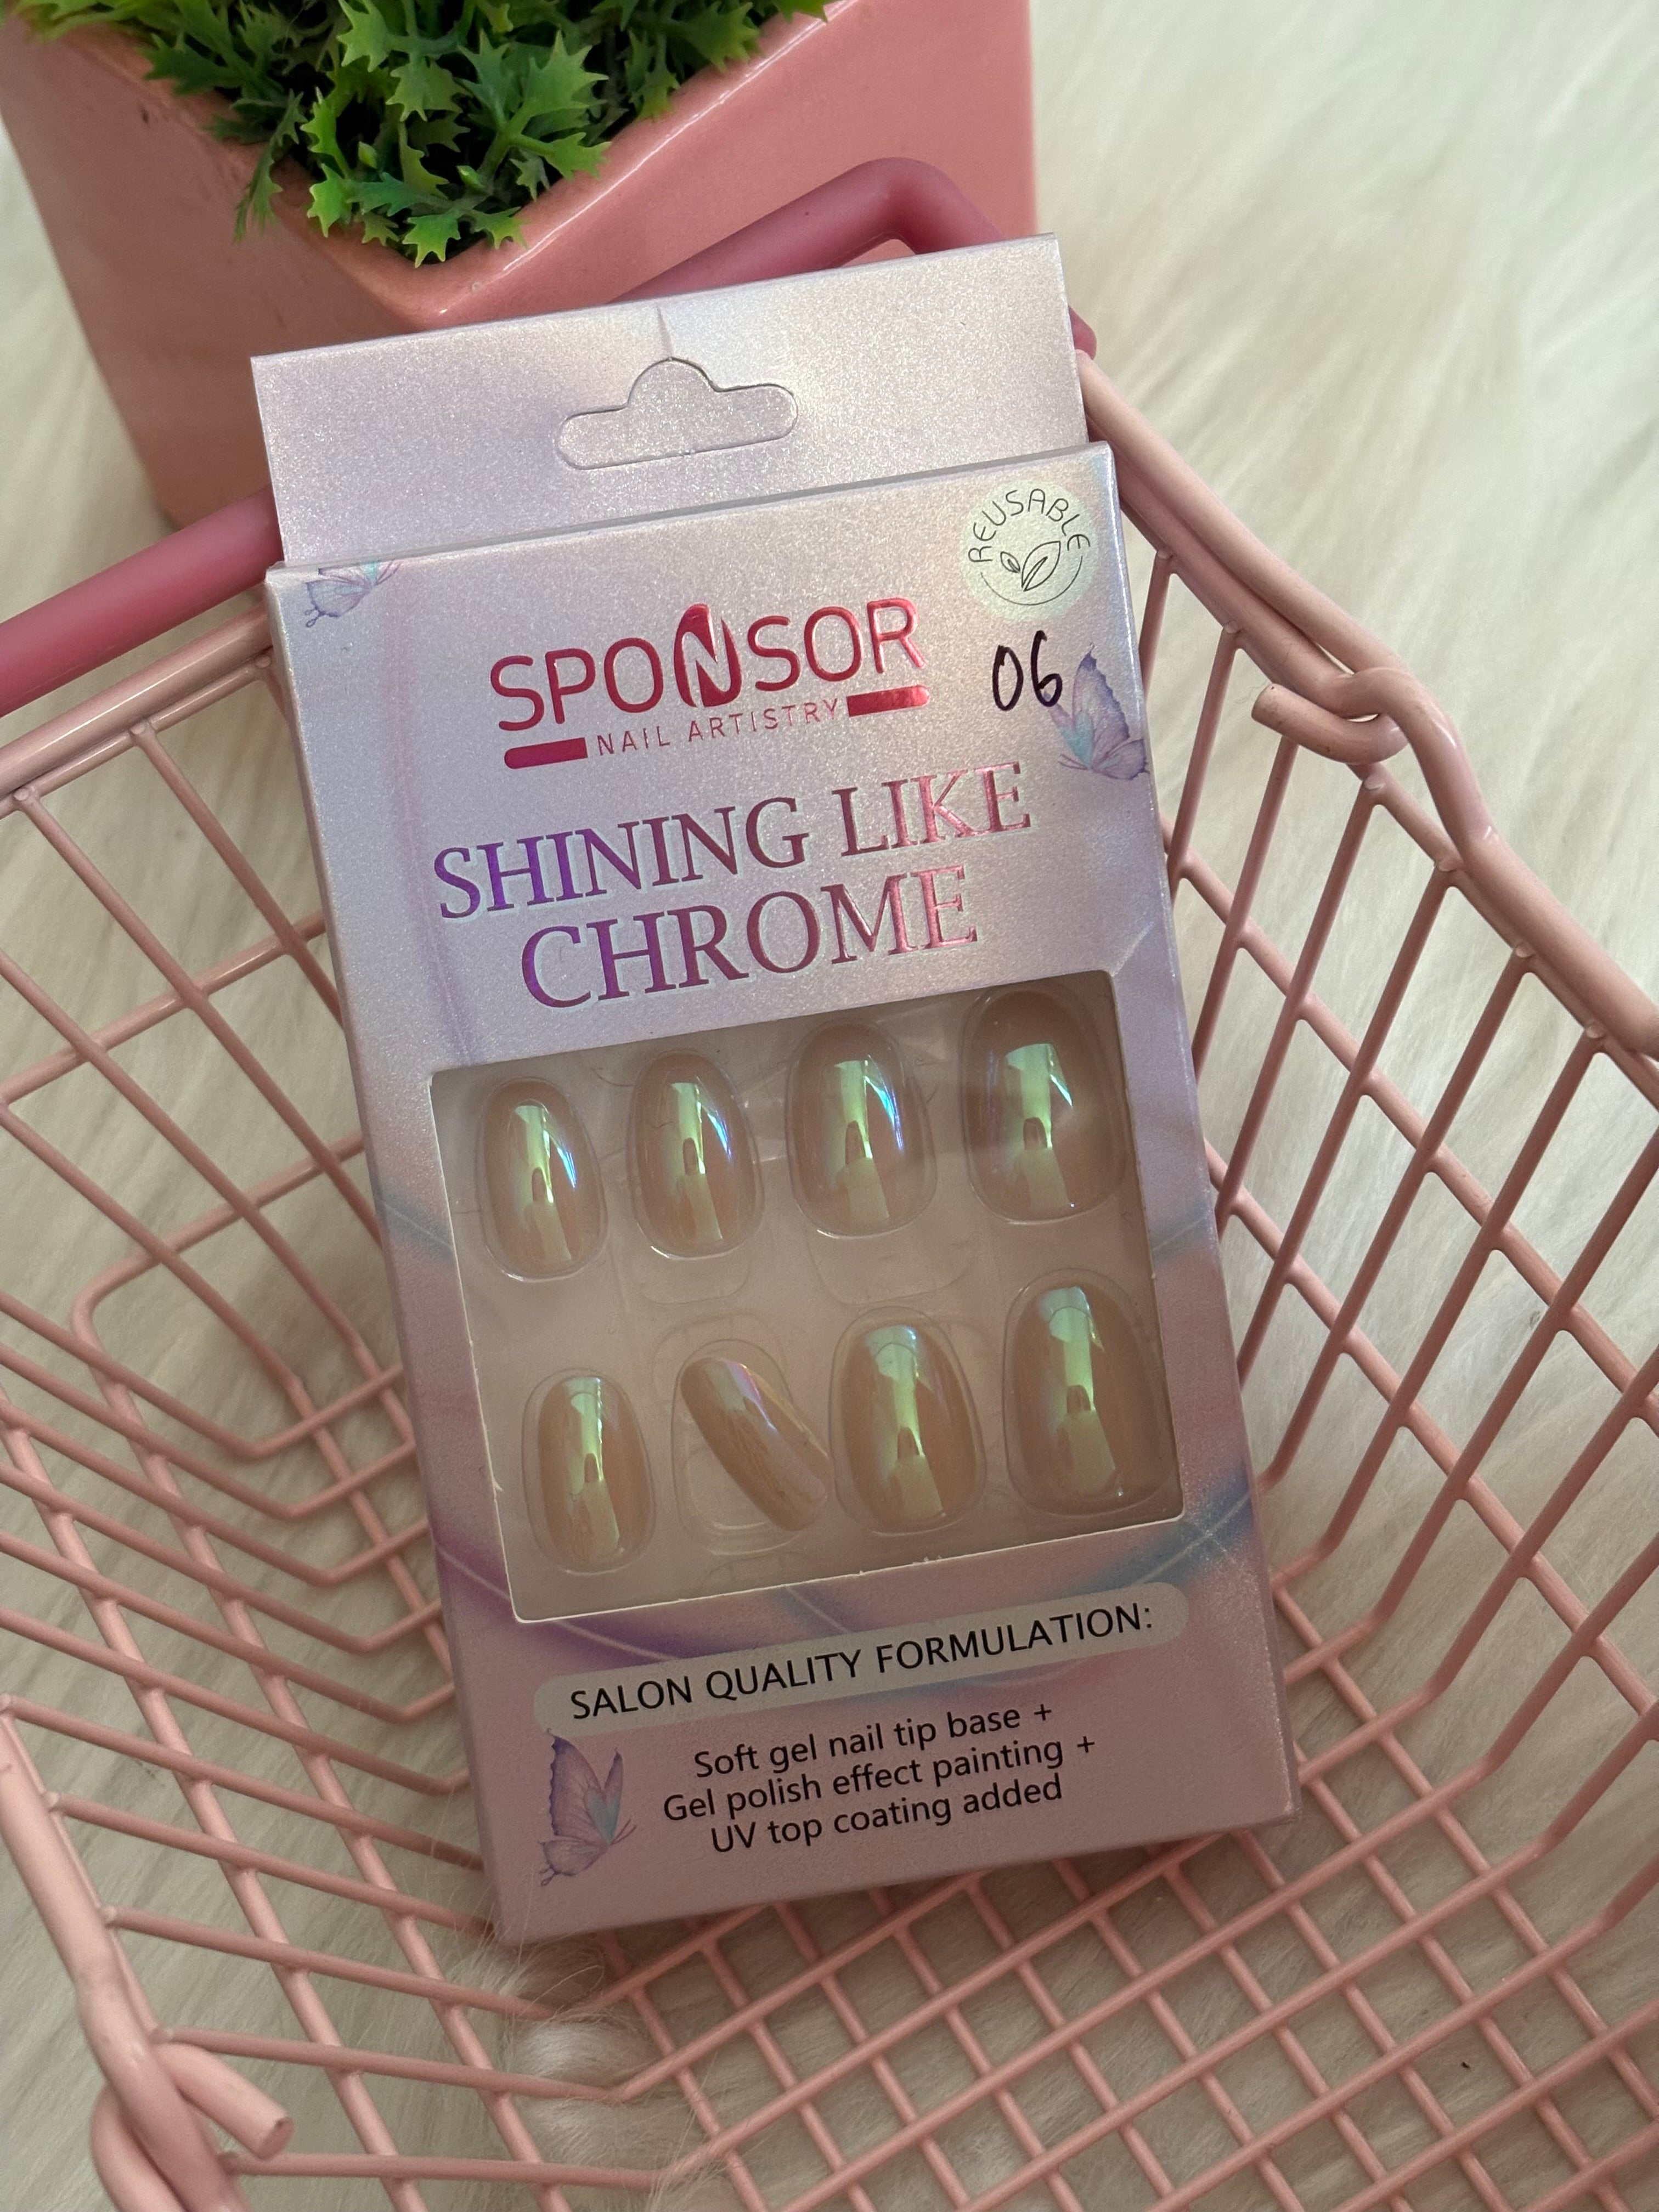 REUSABLE
SPONSOR
NAIL ARTISTRY
06
SHINING LIKE
CHROME
SALON QUALITY FORMULATION:
Soft gel nail tip base +
Gel polish effect painting +
UV top coating added